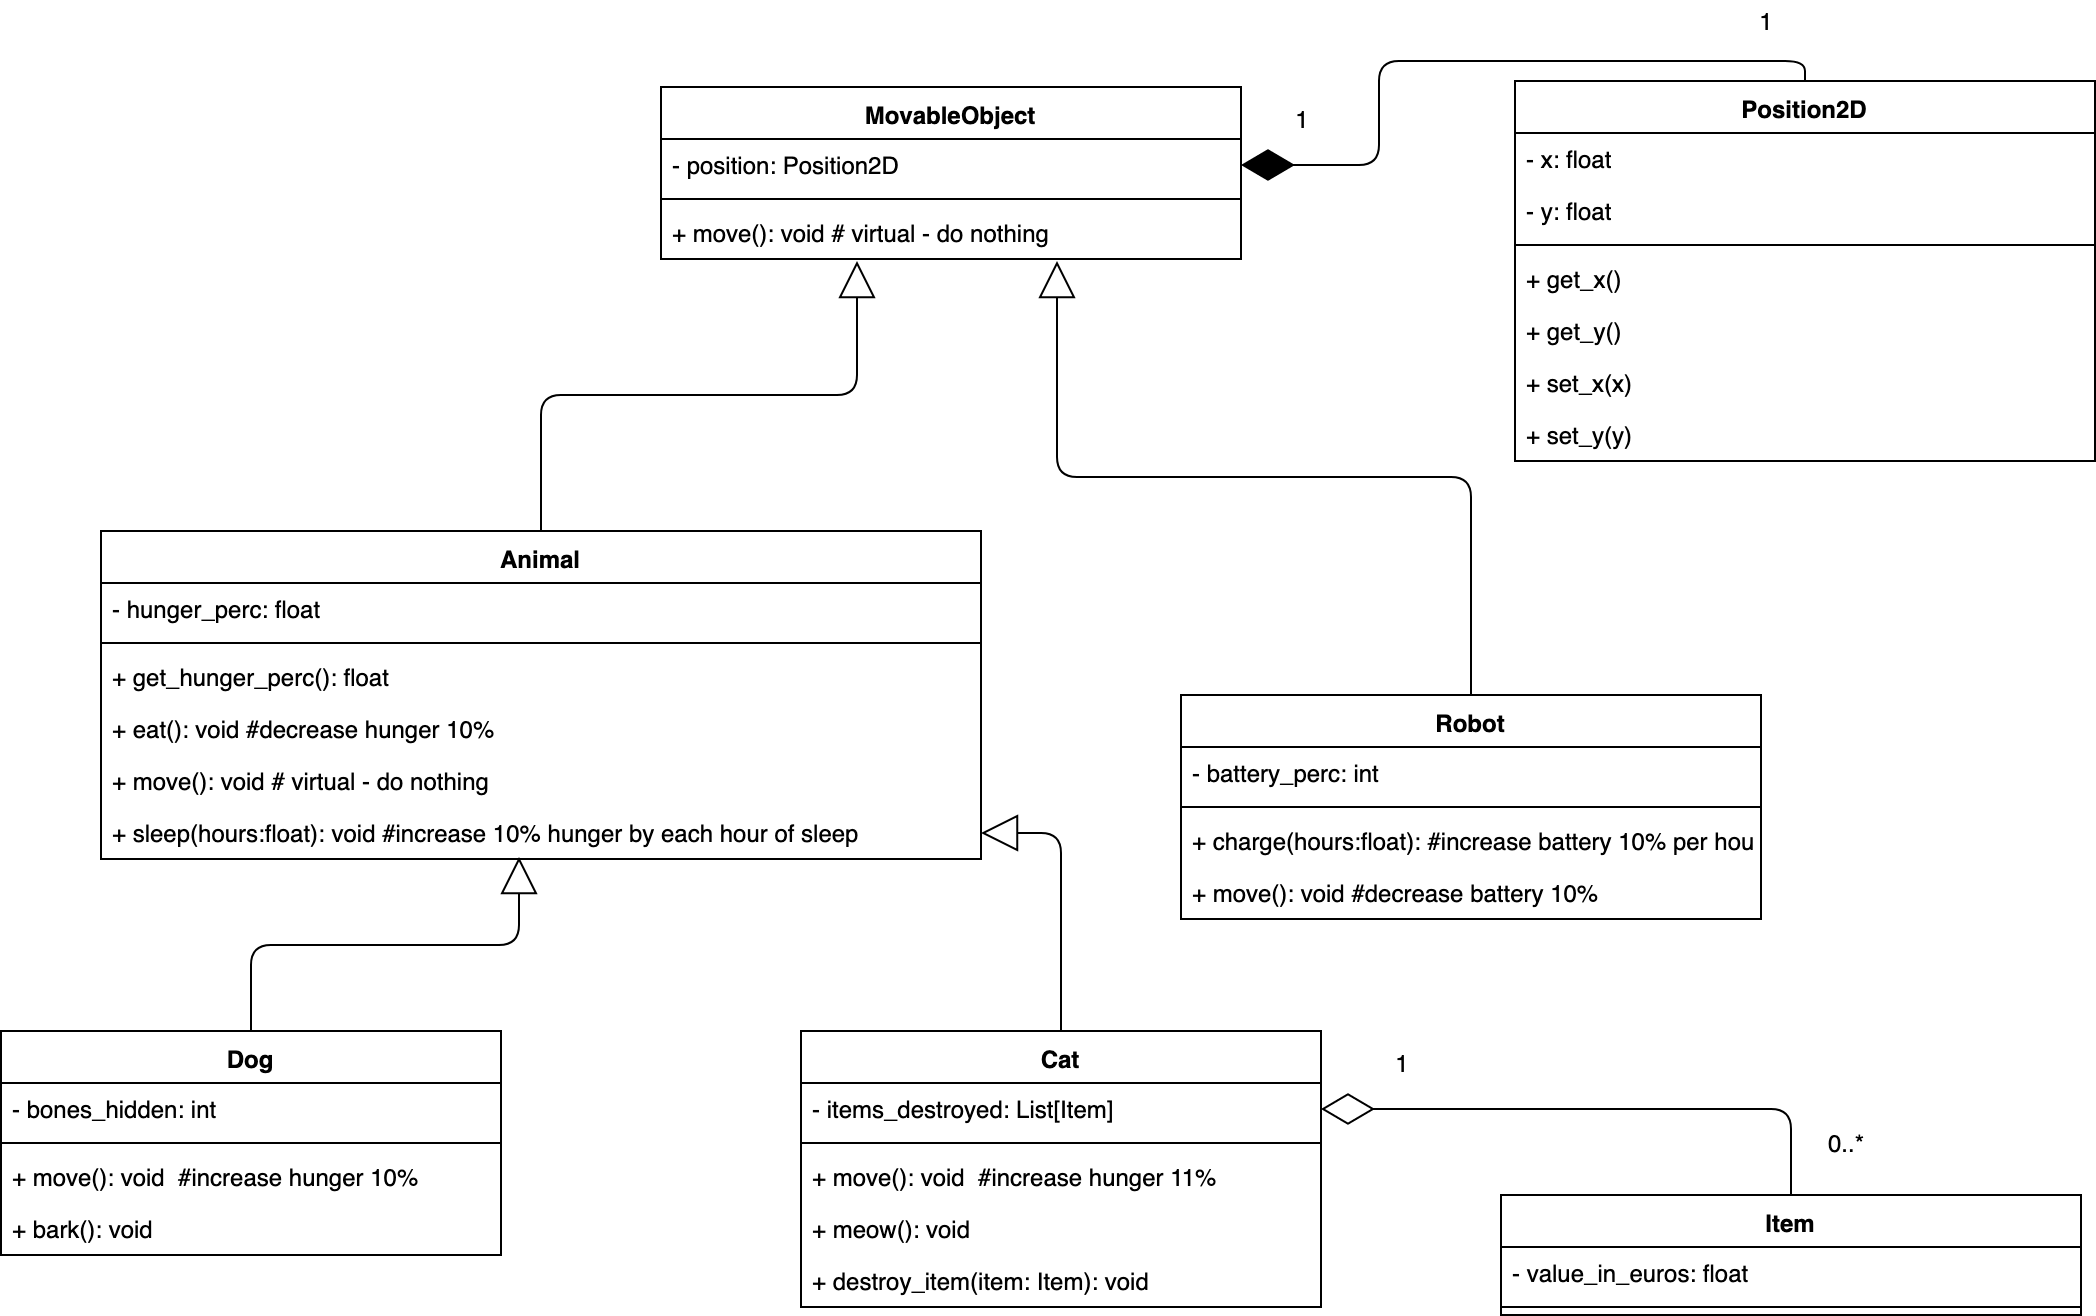 1
MovableObject
- position: Position2D
+ move(): void # virtual - do nothing
1
Position2D
- x: float
- y: float
+ get_x()
+ get_y()
+ set_x(x)
+ set_y(y)
Animal
- hunger_perc: float
+ get_hunger_perc(): float
+ eat(): void #decrease hunger 10%
+ move(): void # virtual - do nothing
+ sleep(hours:float): void #increase 10% hunger by each hour of sleep
Robot
- battery_perc: int
+ charge(hours:float): #increase battery 10% per hou
+ move(): void #decrease battery 10%
Dog
- bones_hidden: int
+ move(): void  #increase hunger 10%
+ bark(): void
Cat
- items_destroyed: List[Item]
+ move(): void  #increase hunger 11%
+ meow(): void
+ destroy_item(item: Item): void
1
0..*
Item
- value_in_euros: float